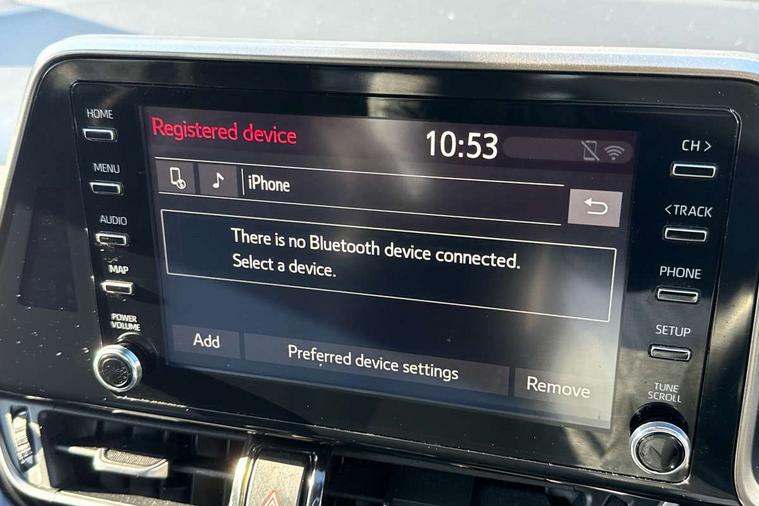 HOME
MENU
AUDIO
MAP
POWER
VOLUME
Registered device
10:53
iPhone
There is no Bluetooth device connected.
Select a device.
Add
Preferred device settings
Remove
CH >
< TRACK
PHONE
SETUP
TUNE
SCROLL